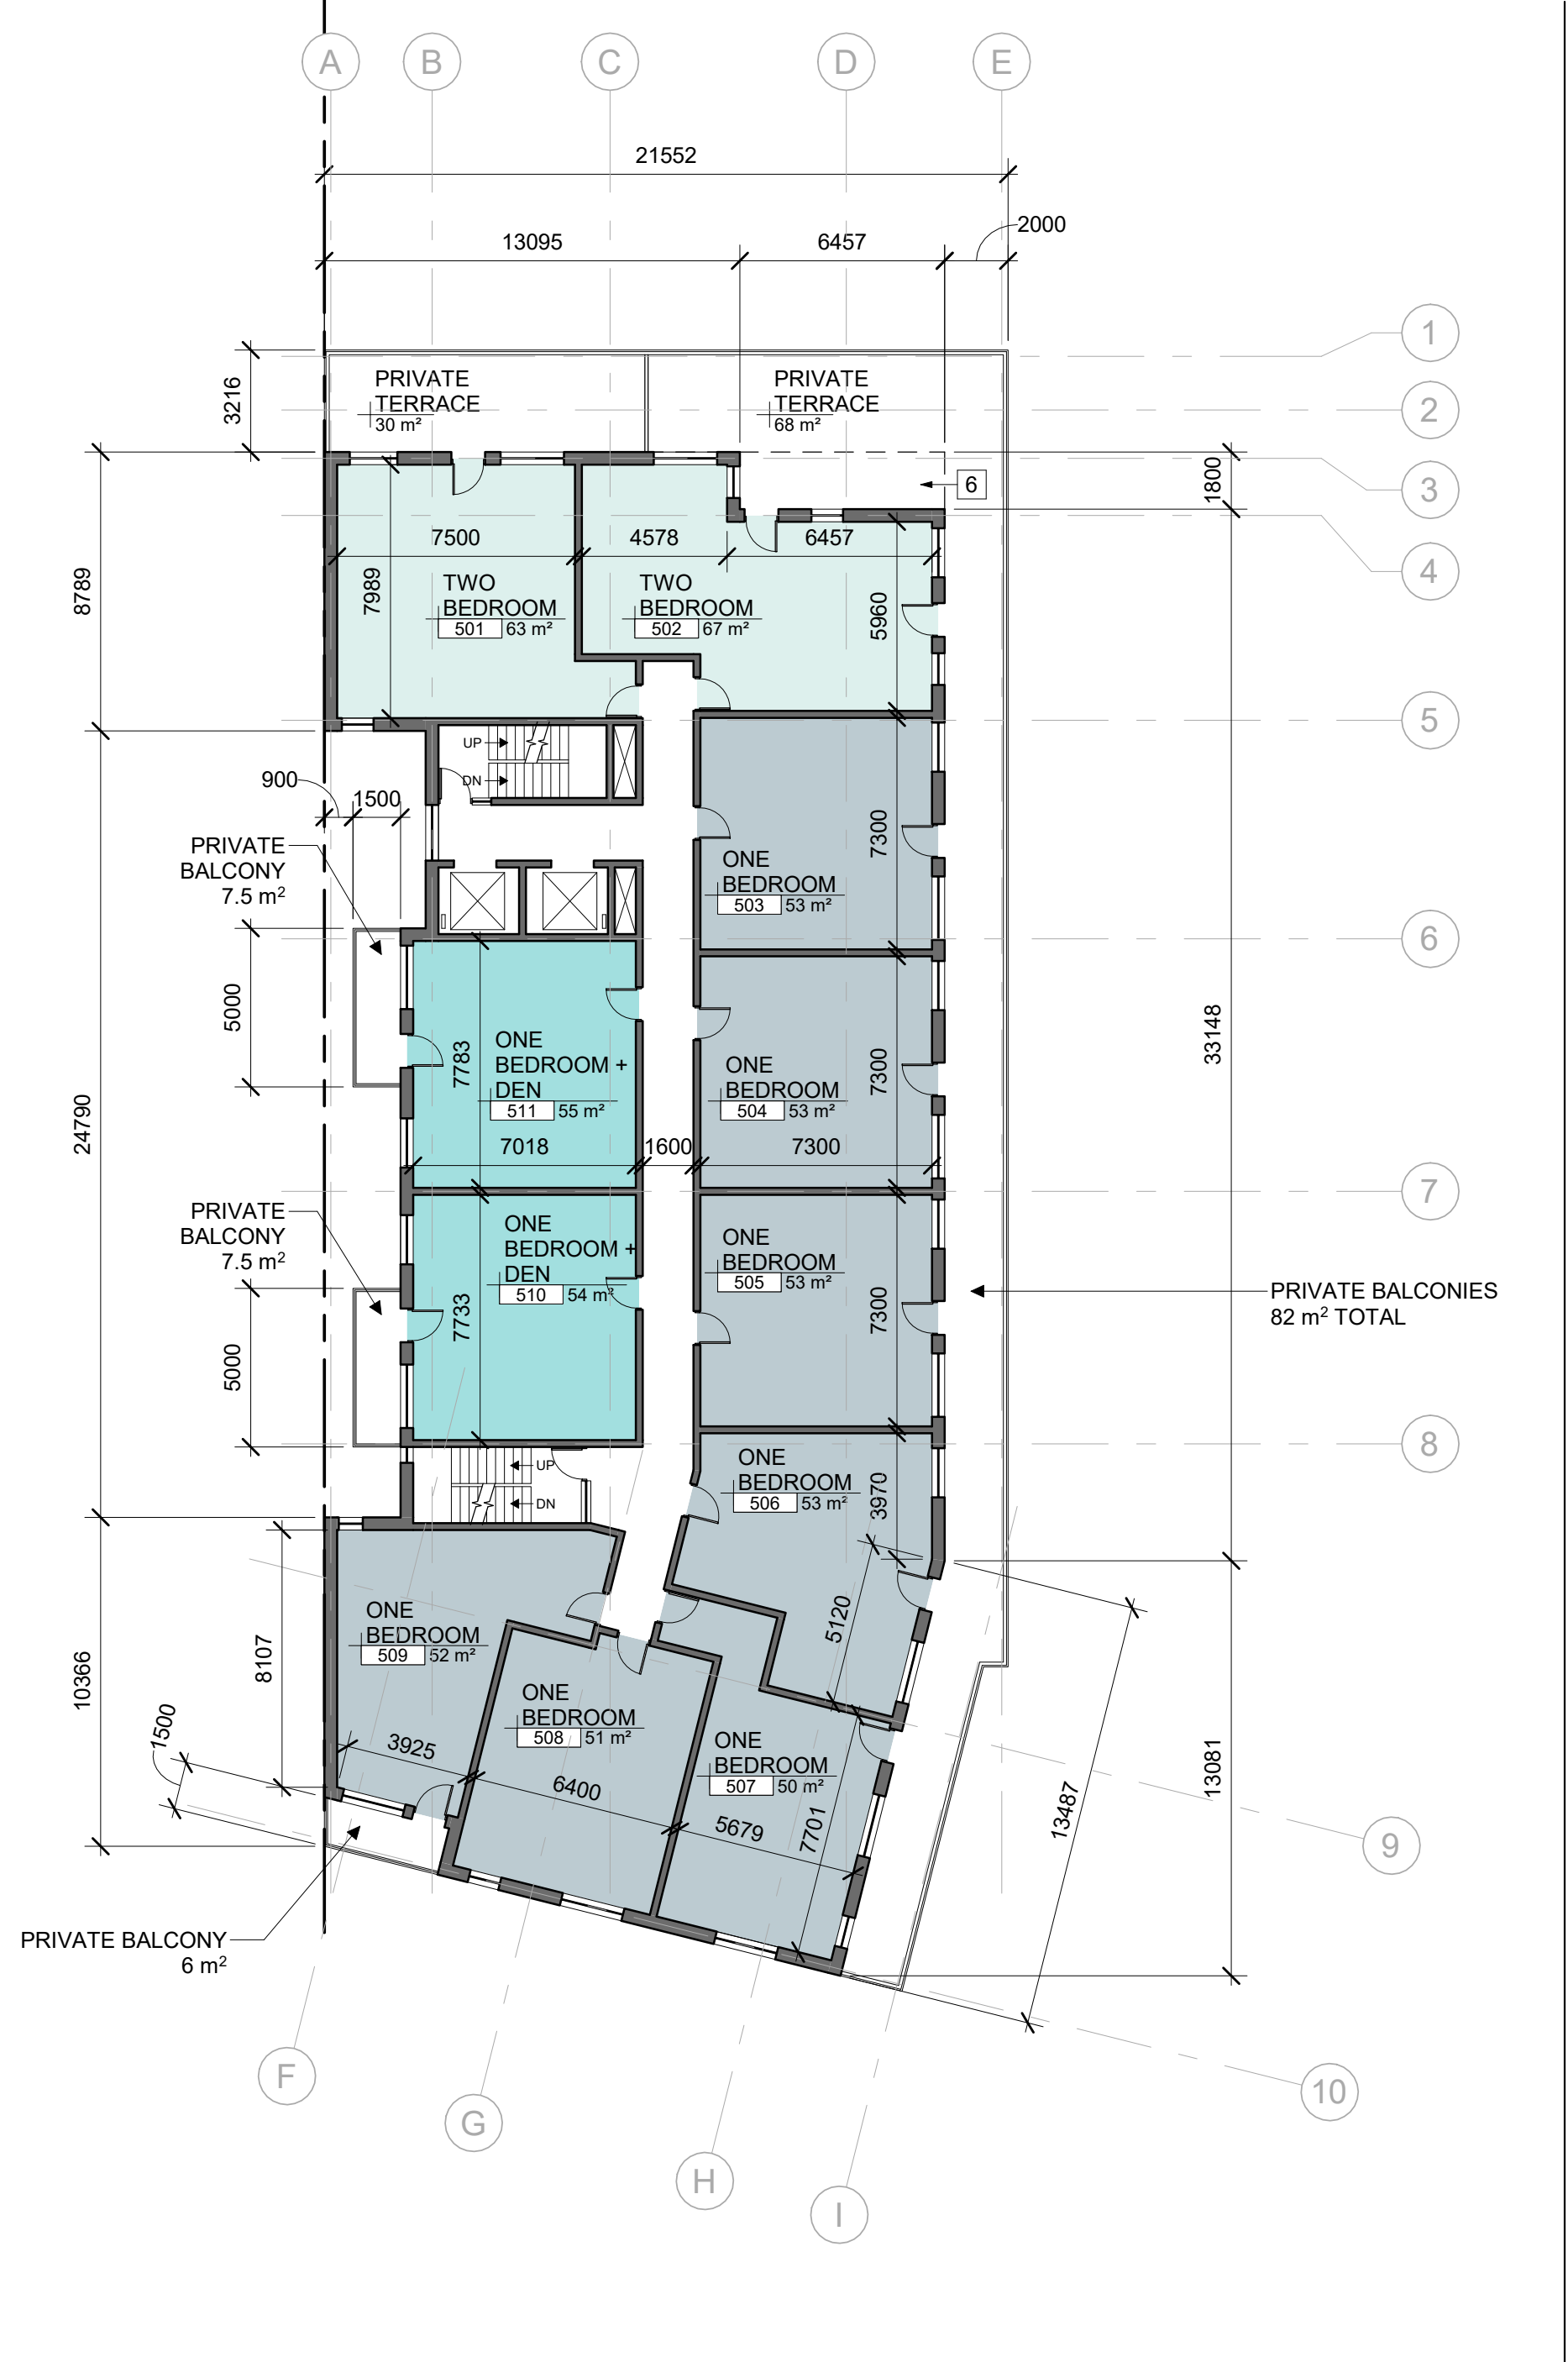 A
B
C
D
E
21552
2000
13095
6457
1
2
3
4
5
6
7
8
9
10
3216
PRIVATE
TERRACE
30 m²
PRIVATE
TERRACE
68 m²
6
1800
8789
7500
4578
6457
7989
5960
TWO
BEDROOM
501 63 m²
TWO
BEDROOM
502 67 m²
UP
DN
900
1500
PRIVATE
BALCONY
7.5 m²
5000
7300
ONE
BEDROOM
503 53 m²
33148
24790
7783
ONE
BEDROOM +
DEN
511 55 m²
7018
1600
7300
7300
ONE
BEDROOM
504 53 m²
PRIVATE
BALCONY
7.5 m²
5000
7733
ONE
BEDROOM +
DEN
510 54 m²
ONE
BEDROOM
505 53 m²
7300
PRIVATE BALCONIES
82 m² TOTAL
UP
DN
ONE
BEDROOM
506 53 m²
3970
5120
10366
8107
1500
ONE
BEDROOM
509 52 m²
3925
ONE
BEDROOM
508 51 m²
6400
ONE
BEDROOM
507 50 m²
5679
7701
13487
13081
PRIVATE BALCONY
6 m²
F
G
H
I